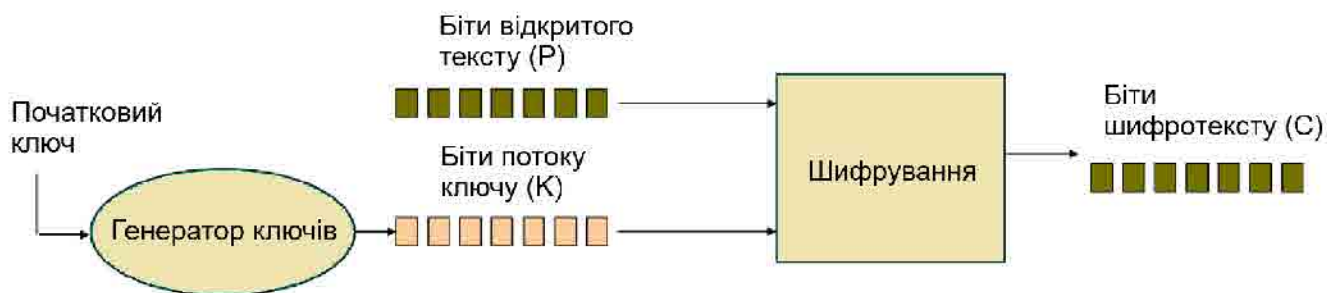 Біти відкритого
тексту (P)
Початковий
ключ
Біти потоку
ключу (K)
Генератор ключів
Шифрування
Біти
шифротексту (C)